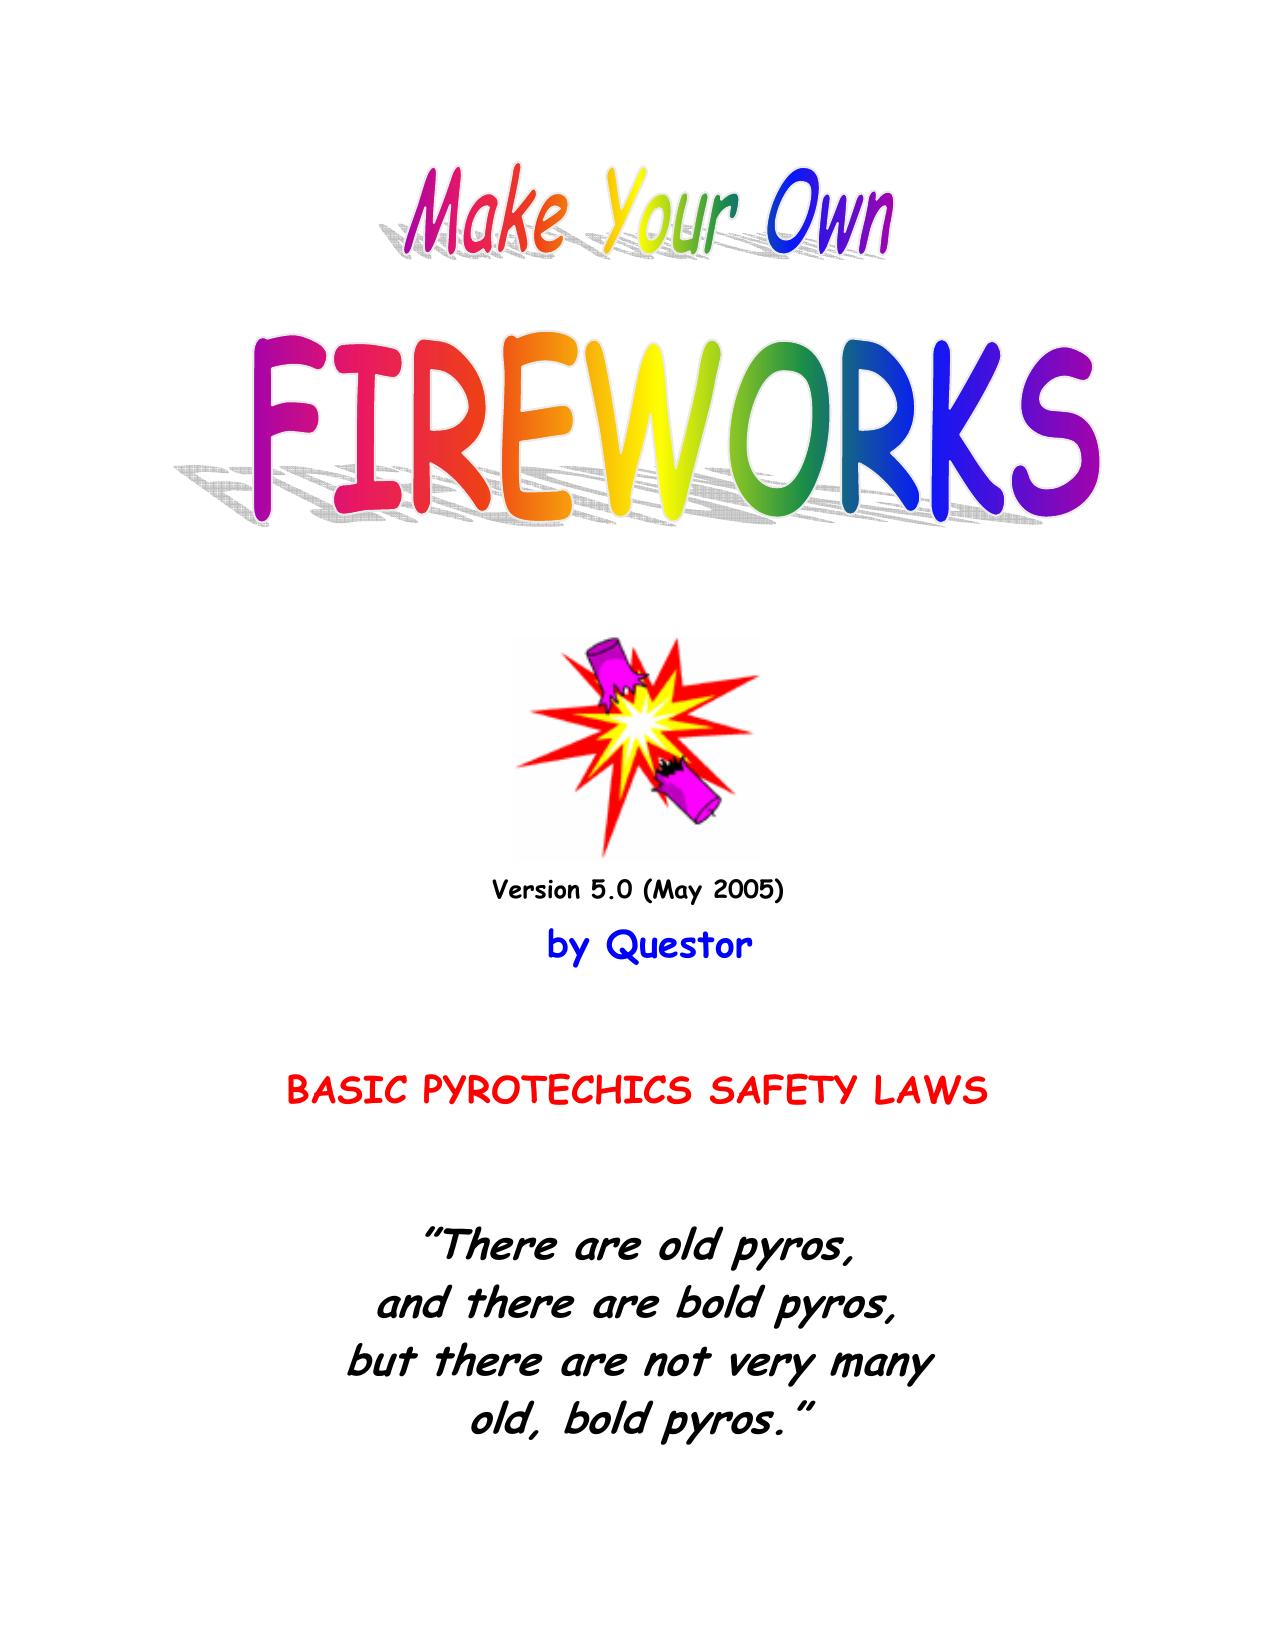 Make Your Own
FIREWORKS
Version 5.0 (May 2005)
by Questor
BASIC PYROTECHICS SAFETY LAWS
"There are old pyros,
and there are bold pyros,
but there are not very many
old, bold pyros."